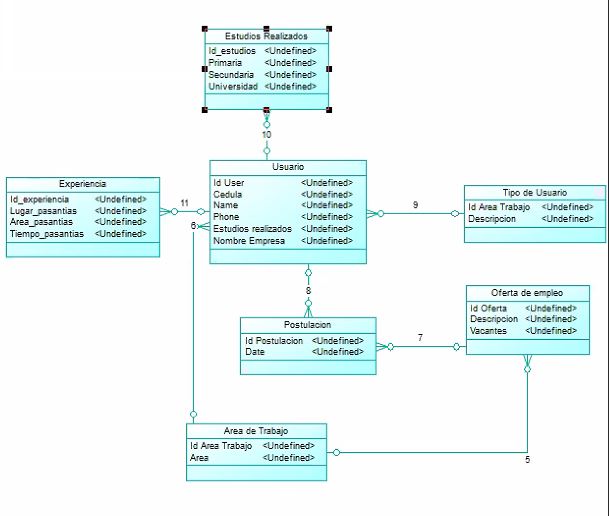 Estudios Realizados
Id_estudios <Undefined>
Primaria <Undefined>
Secundaria <Undefined>
Universidad <Undefined>
10
Usuario
Id User <Undefined>
Cedula <Undefined>
Name <Undefined>
Phone <Undefined>
Estudios realizados <Undefined>
Nombre Empresa <Undefined>
Experiencia
Id_experiencia <Undefined>
Lugar_pasantias <Undefined>
Area_pasantias <Undefined>
Tiempo_pasantias <Undefined>
11
6
9
Tipo de Usuario
Id Area Trabajo <Undefined>
Descripcion <Undefined>
8
Oferta de empleo
Id Oferta <Undefined>
Descripcion <Undefined>
Vacantes <Undefined>
Postulacion
Id Postulacion <Undefined>
Date <Undefined>
7
Area de Trabajo
Id Area Trabajo <Undefined>
Area <Undefined>
5